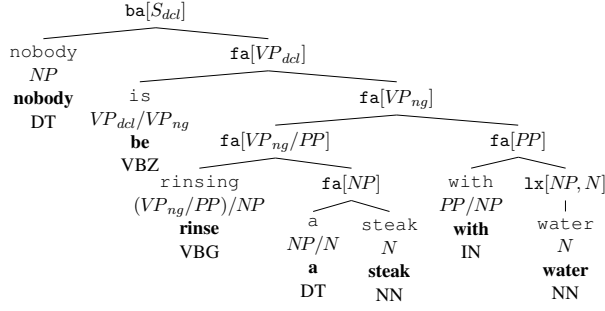 ba[S_dcl]
nobody
NP
nobody
DT
fa[VP_dcl]
is
VP_dcl/VP_ng
be
VBZ
fa[VP_ng]
fa[VP_ng/PP]
rinsing
(VP_ng/PP)/NP
rinse
VBG
fa[NP]
a
NP/N
a
DT
steak
N
steak
NN
fa[PP]
with
PP/NP
with
IN
lx[NP, N]
water
N
water
NN